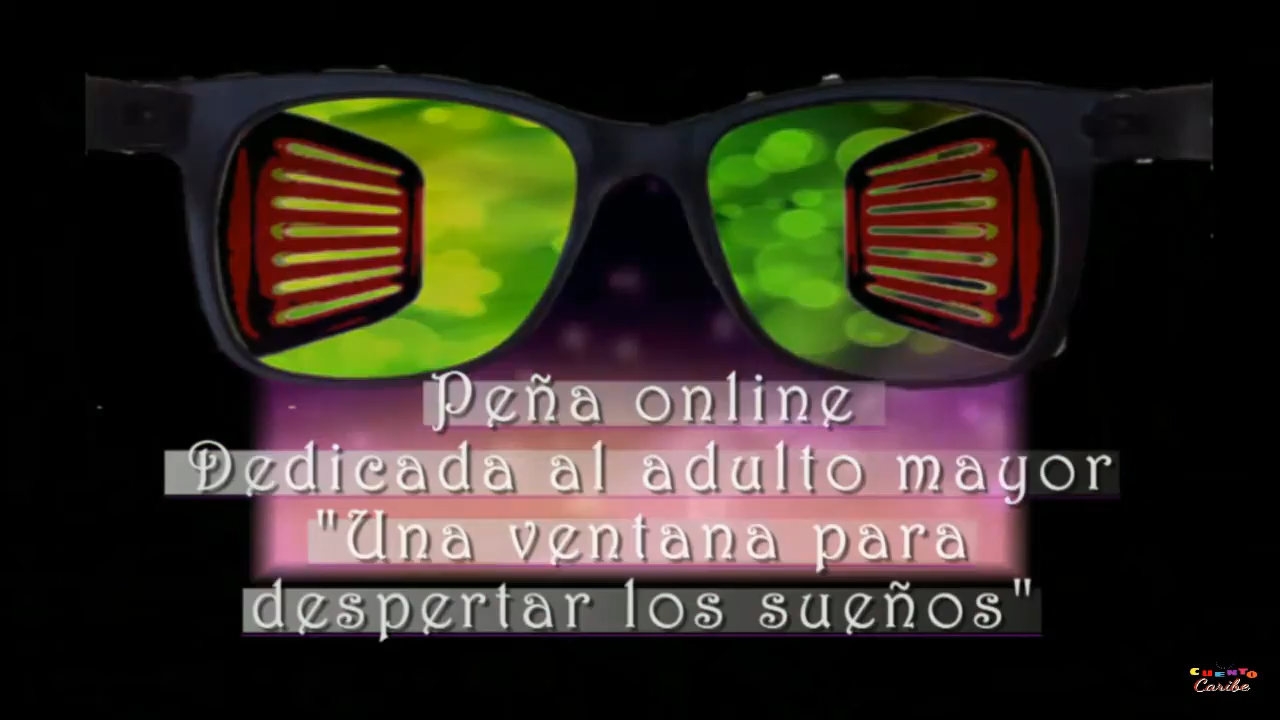 Peña online
Dedicada al adulto mayor
"Una ventana para
despertar los sueños"
CUENTO
Caribe